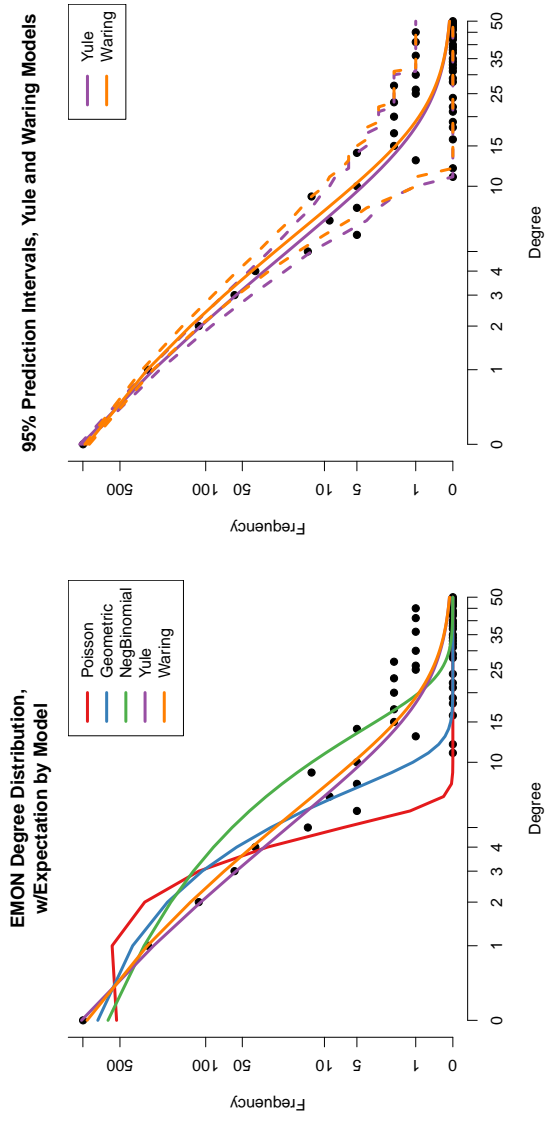 EMON Degree Distribution,
w/Expectation by Model
Poisson
Geometric
NegBinomial
Yule
Waring
500
100
50
10
5
1
0
Frequency
0 1 2 3 4 10 15 25 35 50
Degree
95% Prediction Intervals, Yule and Waring Models
Yule
Waring
500
100
50
10
5
1
0
Frequency
0 1 2 3 4 10 15 25 35 50
Degree